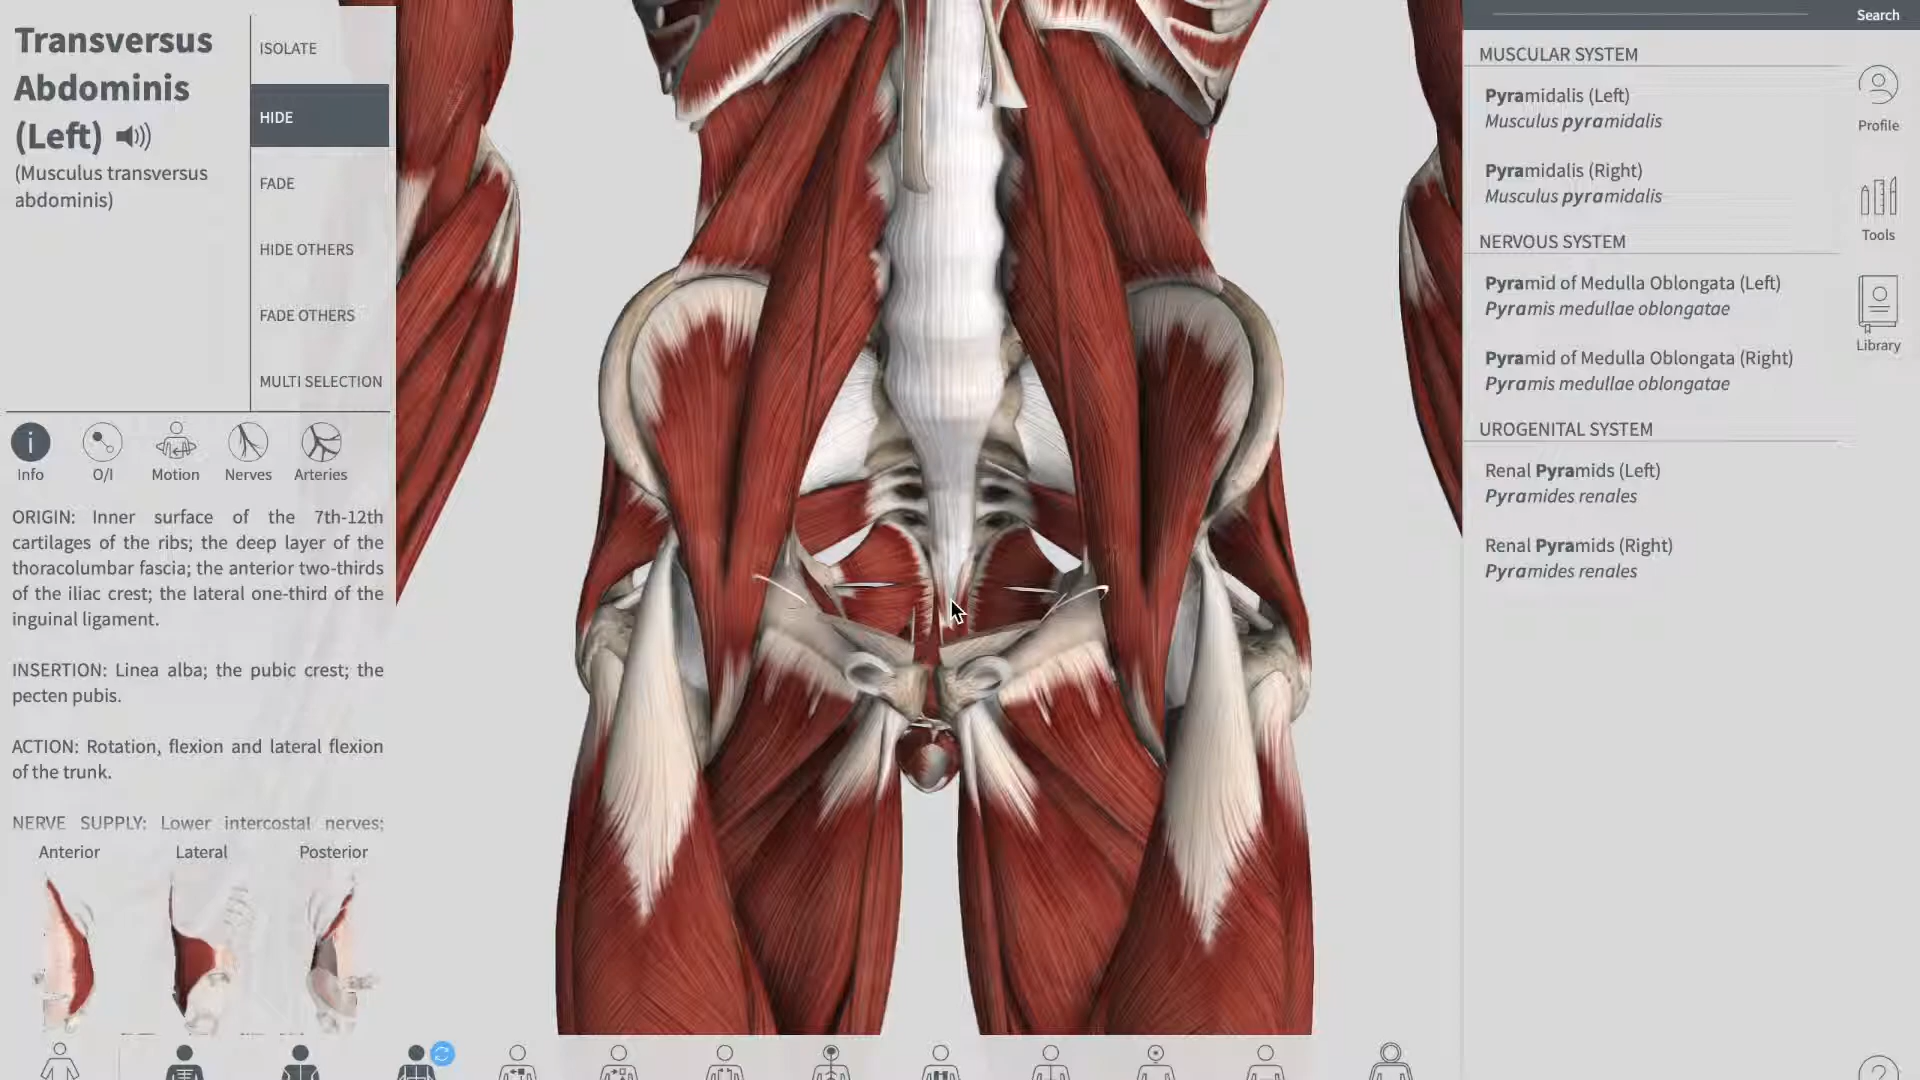 Transversus
Abdominis
(Left)
(Musculus transversus
abdominis)
ISOLATE
HIDE
FADE
HIDE OTHERS
FADE OTHERS
MULTI SELECTION
Info
O/I
Motion
Nerves
Arteries
ORIGIN: Inner surface of the 7th-12th
cartilages of the ribs; the deep layer of the
thoracolumbar fascia; the anterior two-thirds
of the iliac crest; the lateral one-third of the
inguinal ligament.
INSERTION: Linea alba; the pubic crest; the
pecten pubis.
ACTION: Rotation, flexion and lateral flexion
of the trunk.
NERVE SUPPLY: Lower intercostal nerves;
Anterior
Lateral
Posterior
Search
MUSCULAR SYSTEM
Pyramidalis (Left)
Musculus pyramidalis
Pyramidalis (Right)
Musculus pyramidalis
NERVOUS SYSTEM
Pyramid of Medulla Oblongata (Left)
Pyramis medullae oblongatae
Pyramid of Medulla Oblongata (Right)
Pyramis medullae oblongatae
UROGENITAL SYSTEM
Renal Pyramids (Left)
Pyramides renales
Renal Pyramids (Right)
Pyramides renales
Profile
Tools
Library
?